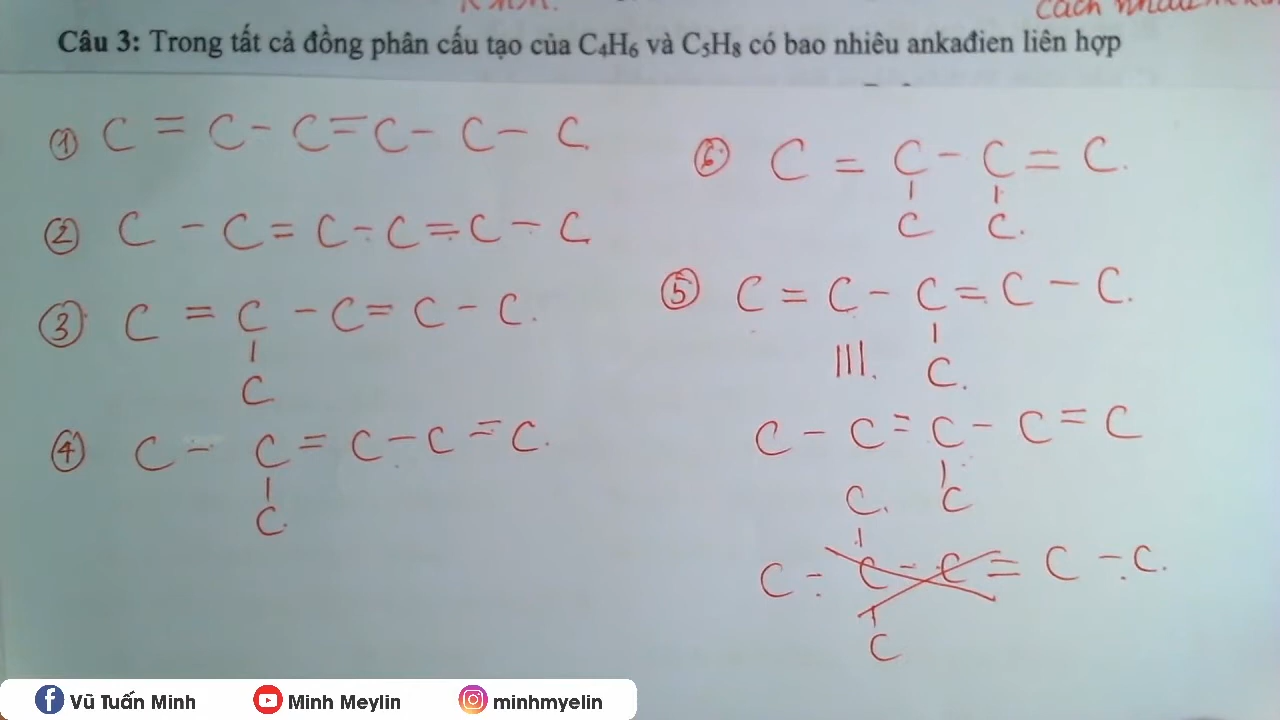 Câu 3: Trong tất cả đồng phân cấu tạo của C₄H₆ và C₅H₈ có bao nhiêu ankađien liên hợp
① C = C - C = C - C - C
② C - C = C - C = C - C
③ C = C - C = C - C
|
C
④ C - C = C - C = C
|
C
⑥ C = C - C = C
| |
C C
⑤ C = C - C = C - C
|
III C
C - C = C - C = C
|
C C
|
C = C - C = C - C
|
C
Vũ Tuấn Minh
Minh Meylin
minhmyelin